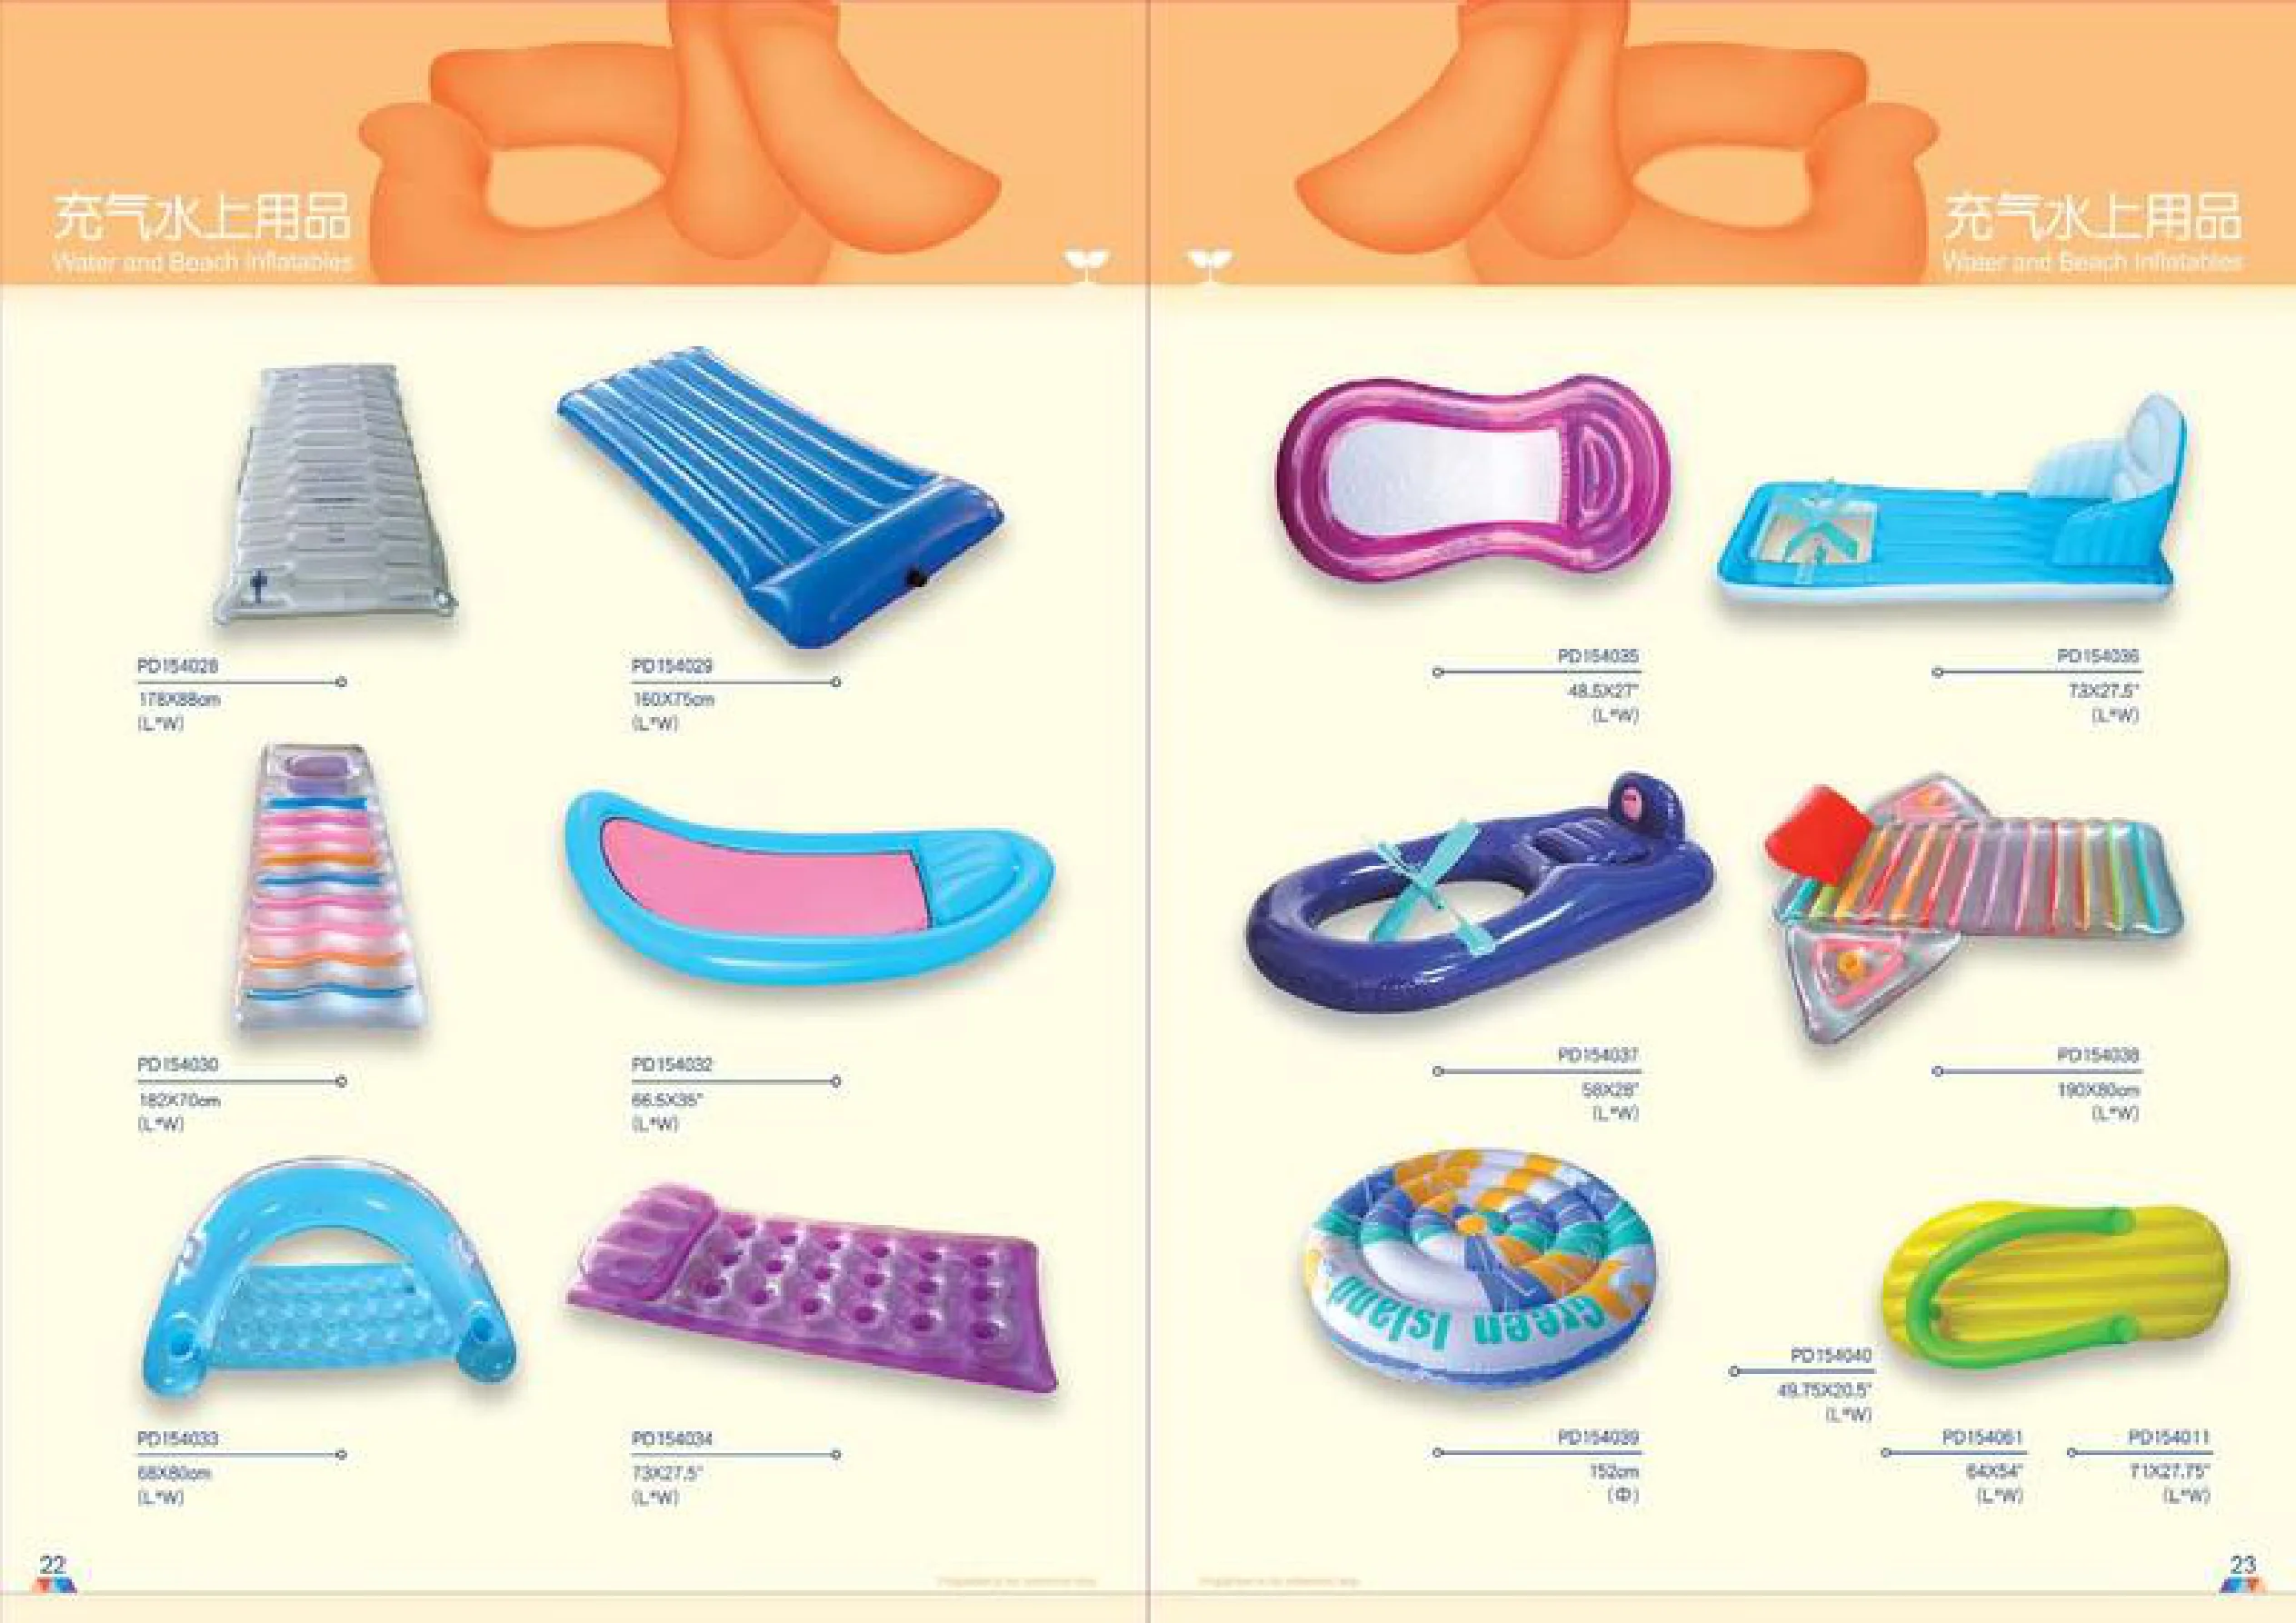 充气水上用品
Water and Beach Inflatables
PD154028
178X88cm
(L*W)
PD154029
160X75cm
(L*W)
PD154030
182X70cm
(L*W)
PD154032
66.5X35"
(L*W)
PD154033
68X80cm
(L*W)
PD154034
73X27.5"
(L*W)
22
充气水上用品
Water and Beach Inflatables
PD154035
48.5X27"
(L*W)
PD154036
73X27.5"
(L*W)
PD154037
58X28"
(L*W)
PD154038
190X80cm
(L*W)
Green Island
PD154039
152cm
(Φ)
PD154040
49.75X20.5"
(L*W)
PD154061
64X54"
(L*W)
PD154011
71X27.75"
(L*W)
23